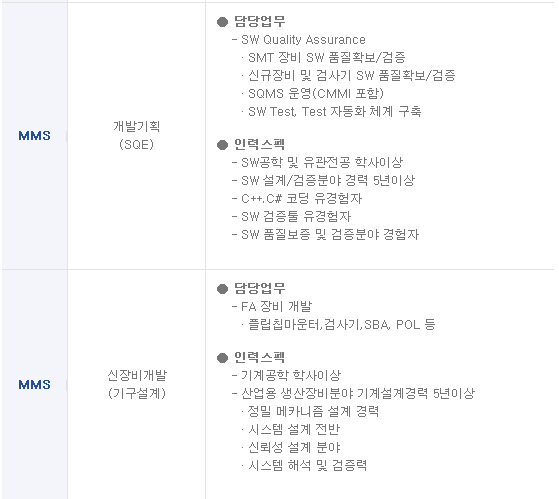 MMS
개발기획
(SQE)
● 담당업무
- SW Quality Assurance
· SMT 장비 SW 품질확보/검증
· 신규장비 및 검사기 SW 품질확보/검증
· SQMS 운영(CMMI 포함)
· SW Test, Test 자동화 체계 구축
● 인력스펙
- SW공학 및 유관전공 학사이상
- SW 설계/검증분야 경력 5년이상
- C++,C# 코딩 유경험자
- SW 검증툴 유경험자
- SW 품질보증 및 검증분야 경험자
MMS
신장비개발
(기구설계)
● 담당업무
- FA 장비 개발
· 플립칩마운터,검사기,SBA, POL 등
● 인력스펙
- 기계공학 학사이상
- 산업용 생산장비분야 기계설계경력 5년이상
· 정밀 메카니즘 설계 경력
· 시스템 설계 전반
· 신뢰성 설계 분야
· 시스템 해석 및 검증력